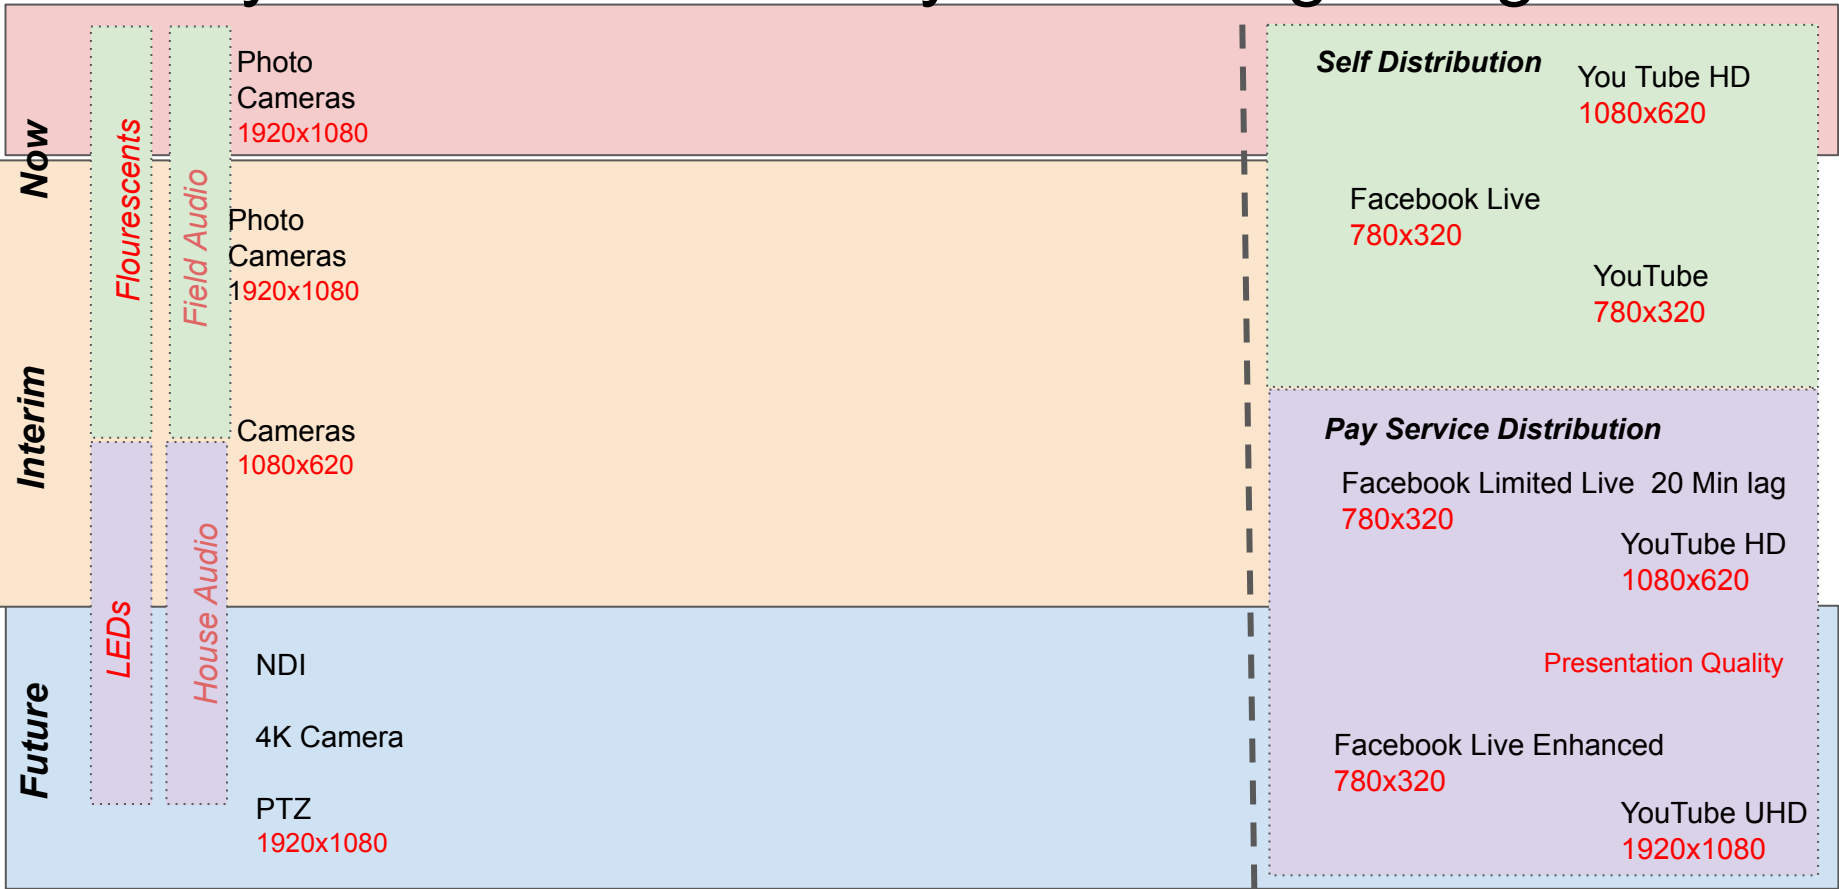 Now
Interim
Future
Flourescents
LEDs
Field Audio
House Audio
Photo
Cameras
1920x1080
Photo
Cameras
1920x1080
Cameras
1080x620
NDI
4K Camera
PTZ
1920x1080
Self Distribution
You Tube HD
1080x620
Facebook Live
780x320
YouTube
780x320
Pay Service Distribution
Facebook Limited Live 20 Min lag
780x320
YouTube HD
1080x620
Presentation Quality
Facebook Live Enhanced
780x320
YouTube UHD
1920x1080